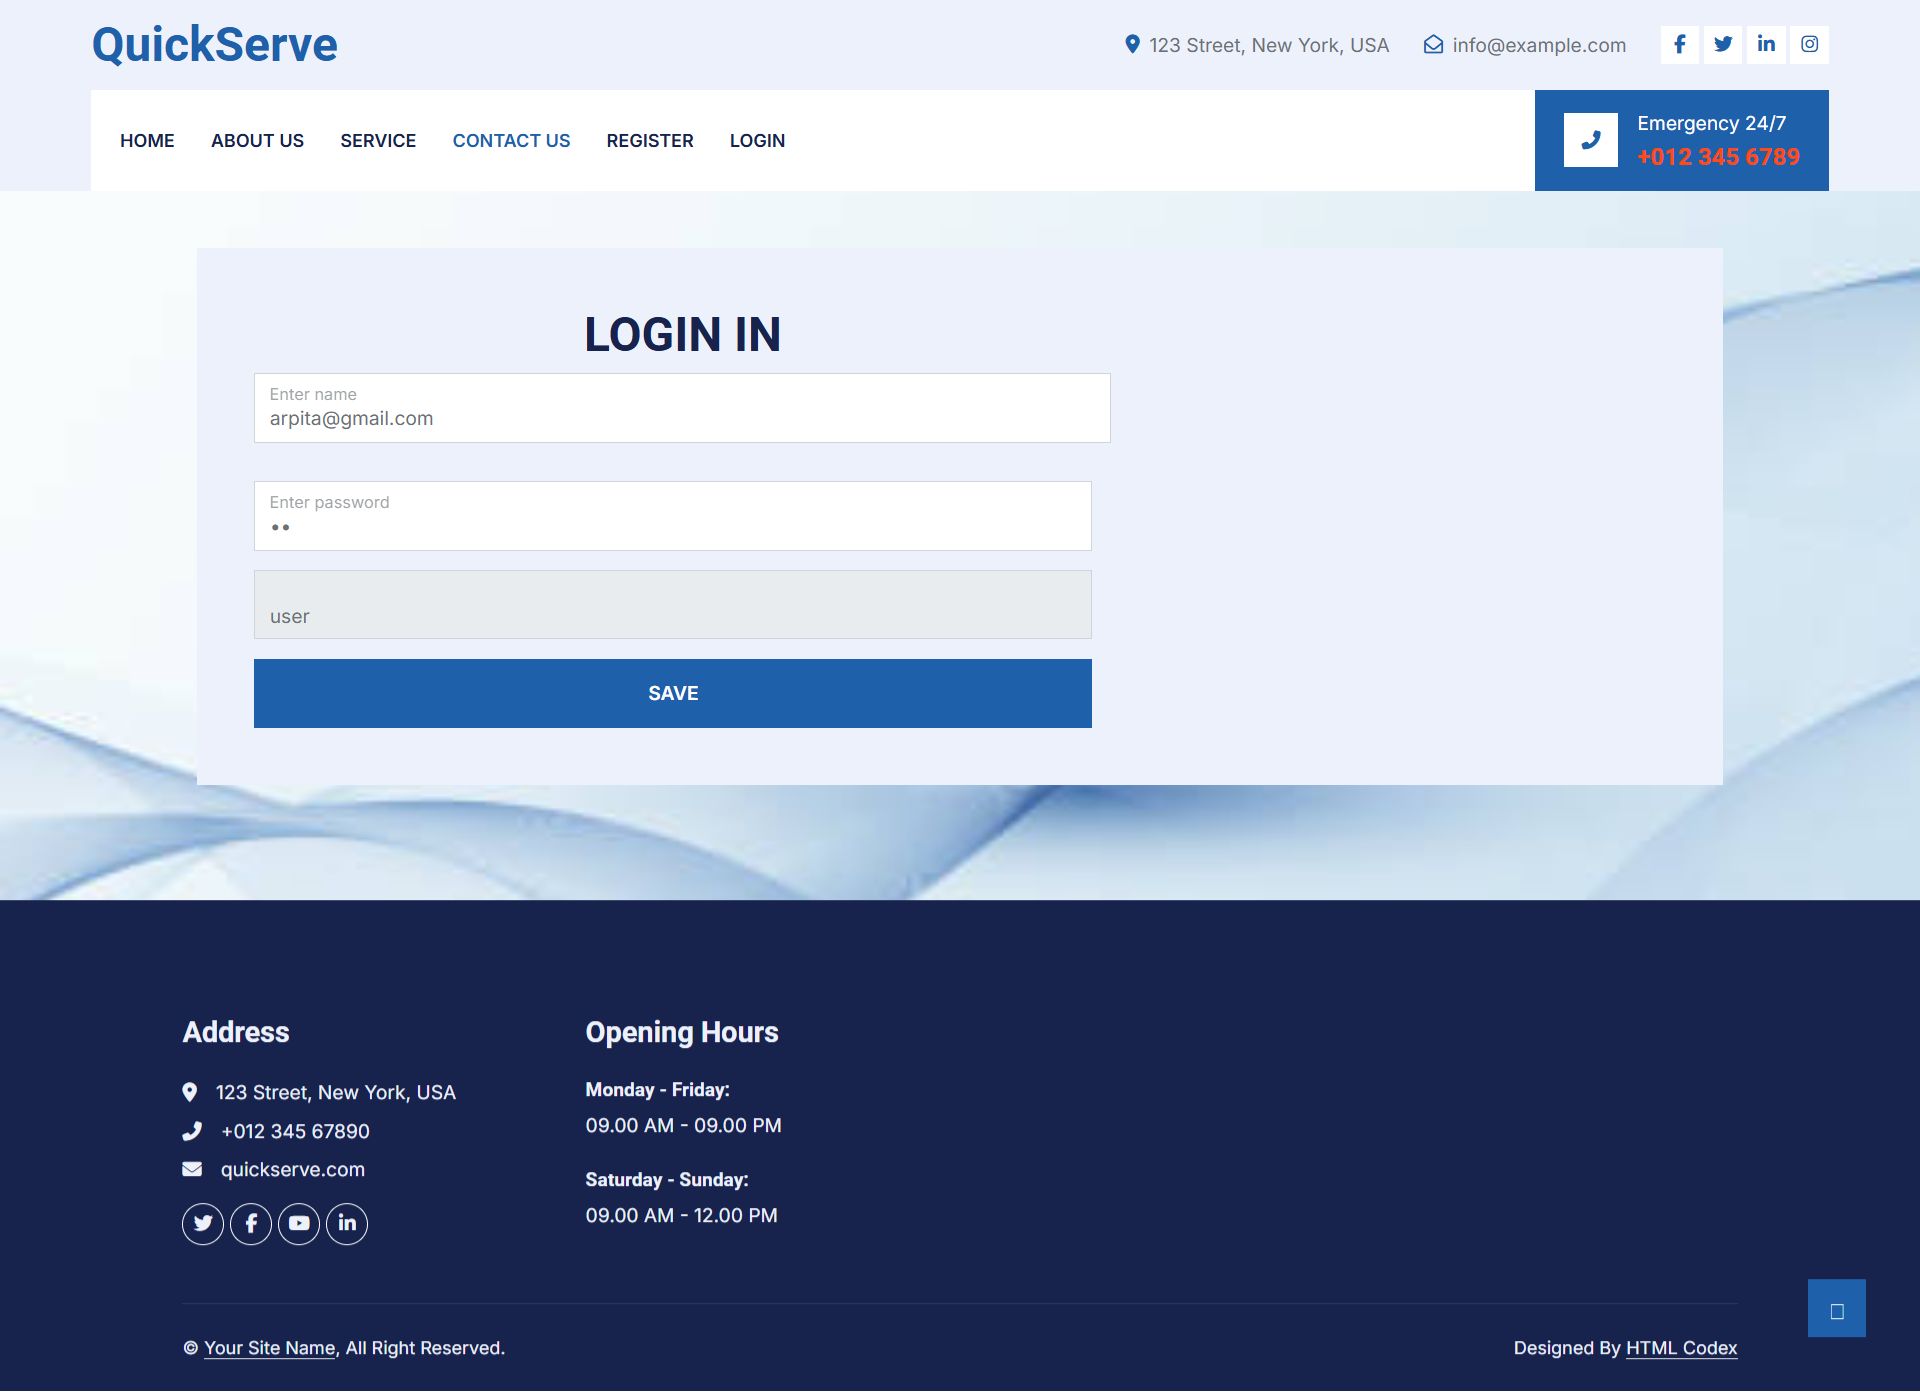 QuickServe
123 Street, New York, USA
info@example.com
HOME
ABOUT US
SERVICE
CONTACT US
REGISTER
LOGIN
Emergency 24/7
+012 345 6789
LOGIN IN
Enter name
arpita@gmail.com
Enter password
••
user
SAVE
Address
123 Street, New York, USA
+012 345 67890
quickserve.com
Opening Hours
Monday - Friday:
09.00 AM - 09.00 PM
Saturday - Sunday:
09.00 AM - 12.00 PM
© Your Site Name, All Right Reserved.
Designed By HTML Codex